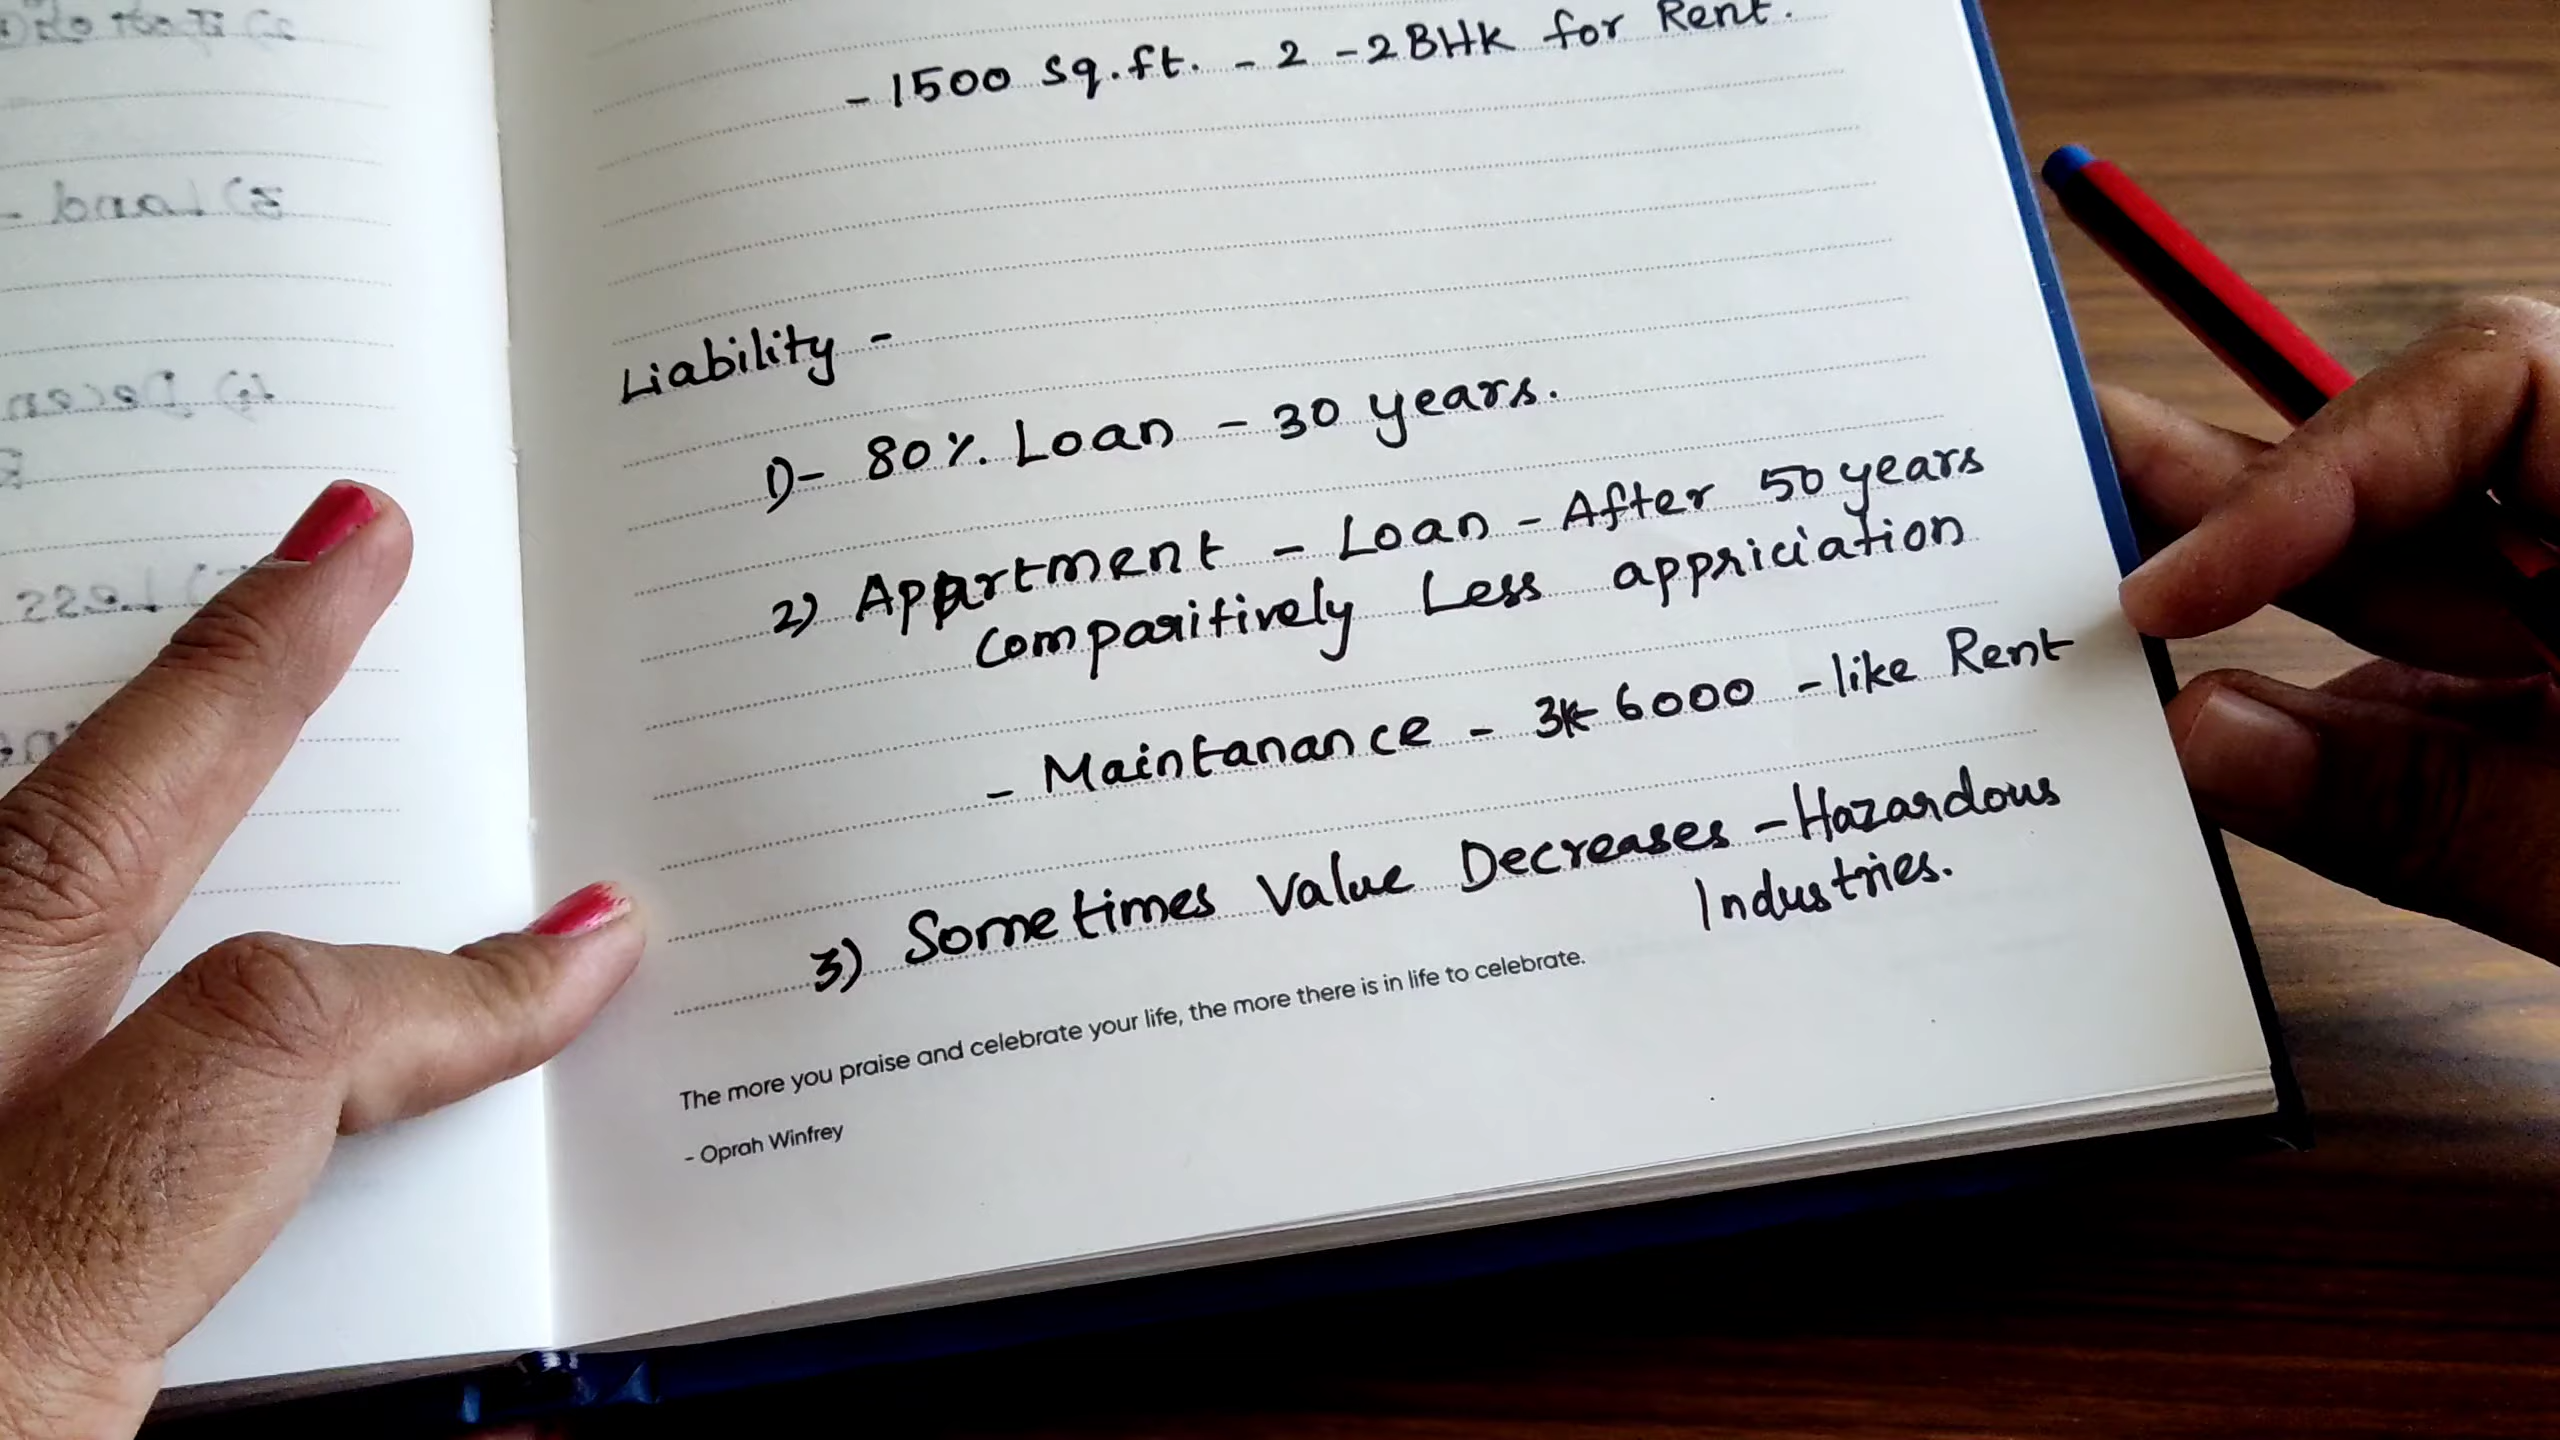 - 1500 sq.ft. - 2 - 2BHK for Rent.
Liability -
1)- 80% Loan - 30 years.
2) Appartment - Loan - After 50 years
comparitively Less appriciation
- Maintanance - 3K- 6000 - like Rent
3) Sometimes Value Decreases - Hazardous
Industries.
The more you praise and celebrate your life, the more there is in life to celebrate.
- Oprah Winfrey